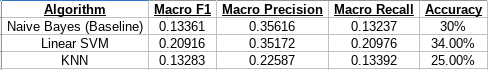 Algorithm Macro F1 Macro Precision Macro Recall Accuracy
Naive Bayes (Baseline) 0.13361 0.35616 0.13237 30%
Linear SVM 0.20916 0.35172 0.20976 34.00%
KNN 0.13283 0.22587 0.13392 25.00%